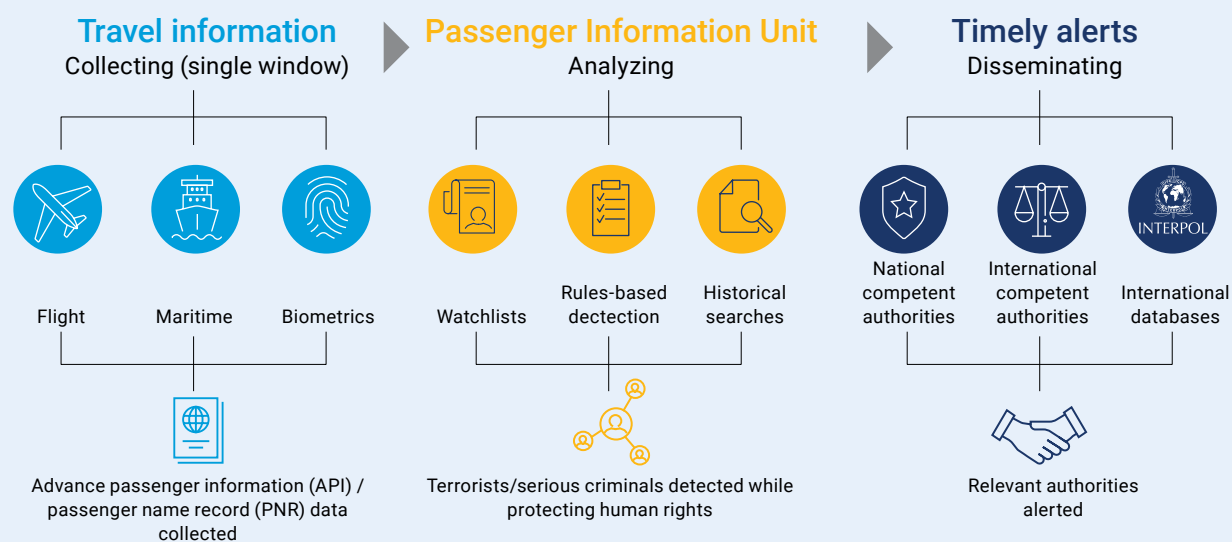 Travel information
Collecting (single window)
Flight
Maritime
Biometrics
Advance passenger information (API) /
passenger name record (PNR) data
collected
Passenger Information Unit
Analyzing
Watchlists
Rules-based
dectection
Historical
searches
Terrorists/serious criminals detected while
protecting human rights
Timely alerts
Disseminating
National
competent
authorities
International
competent
authorities
INTERPOL
International
databases
Relevant authorities
alerted